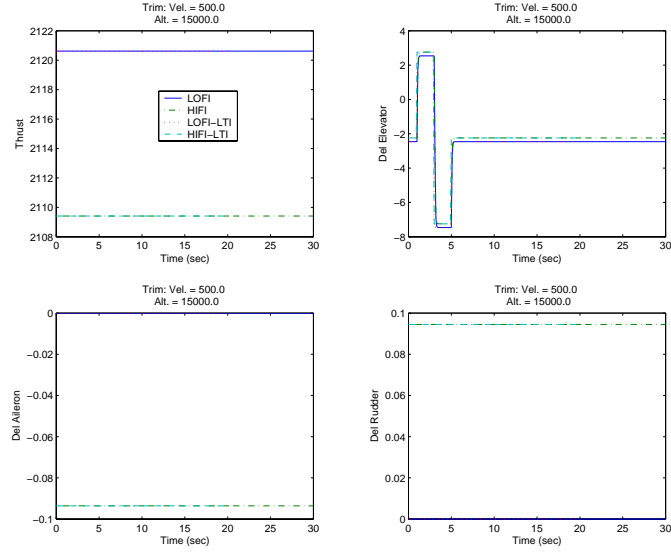 Trim: Vel. = 500.0
Alt. = 15000.0
2122
2120
2118
2116
2114
2112
2110
2108
Thrust
LOFI
HIFI
LOFI-LTI
HIFI-LTI
0 5 10 15 20 25 30
Time (sec)
Trim: Vel. = 500.0
Alt. = 15000.0
4
2
0
−2
−4
−6
−8
Del Elevator
0 5 10 15 20 25 30
Time (sec)
Trim: Vel. = 500.0
Alt. = 15000.0
0
−0.02
−0.04
−0.06
−0.08
−0.1
Del Aileron
0 5 10 15 20 25 30
Time (sec)
Trim: Vel. = 500.0
Alt. = 15000.0
0.1
0.08
0.06
0.04
0.02
0
Del Rudder
0 5 10 15 20 25 30
Time (sec)